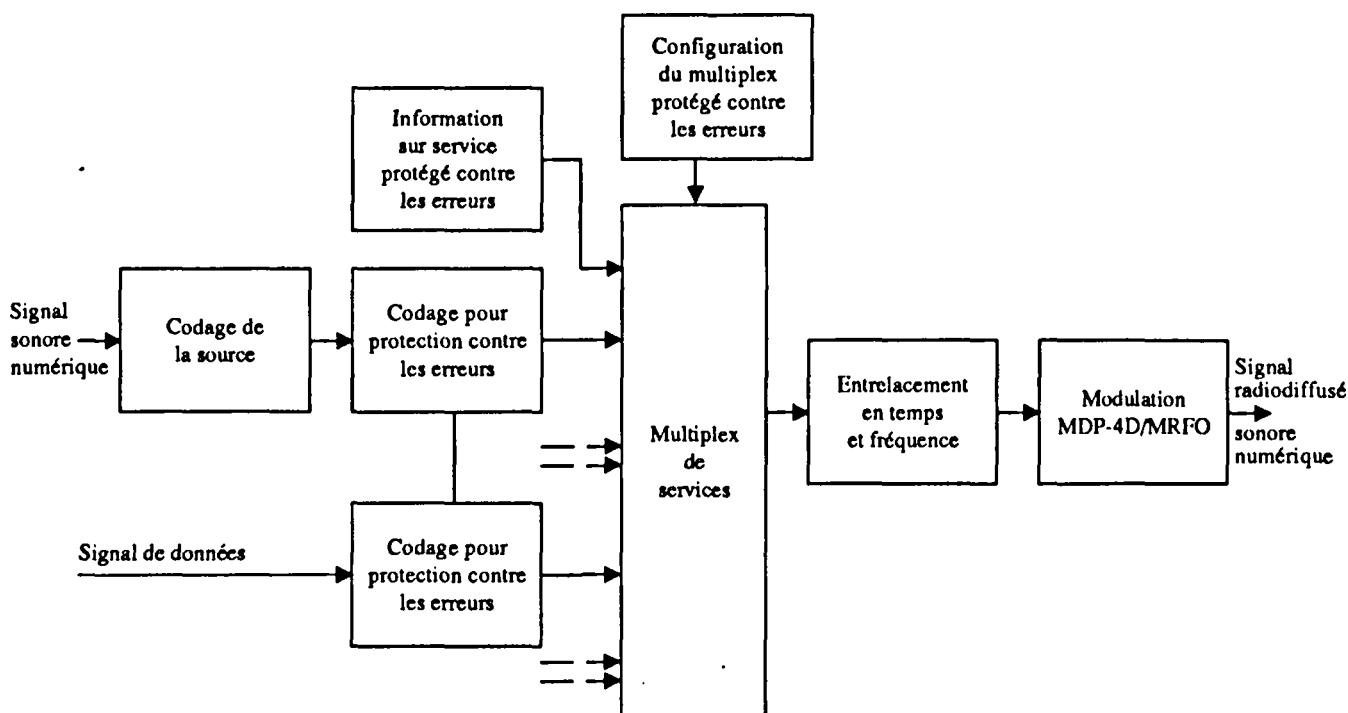 Configuration
du multiplex
protégé contre
les erreurs
Information
sur service
protégé contre
les erreurs
Signal
sonore
numérique
Codage de
la source
Codage pour
protection contre
les erreurs
Multiplex
de
services
Entrelacement
en temps
et fréquence
Modulation
MDP-4D/MRFO
Signal
radiodiffusé
sonore
numérique
Signal de données
Codage pour
protection contre
les erreurs